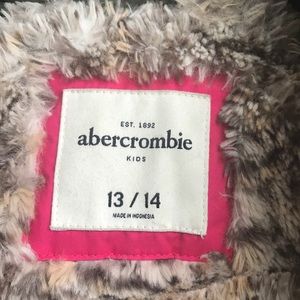 EST. 1892
abercrombie
KIDS
13 / 14
MADE IN INDONESIA